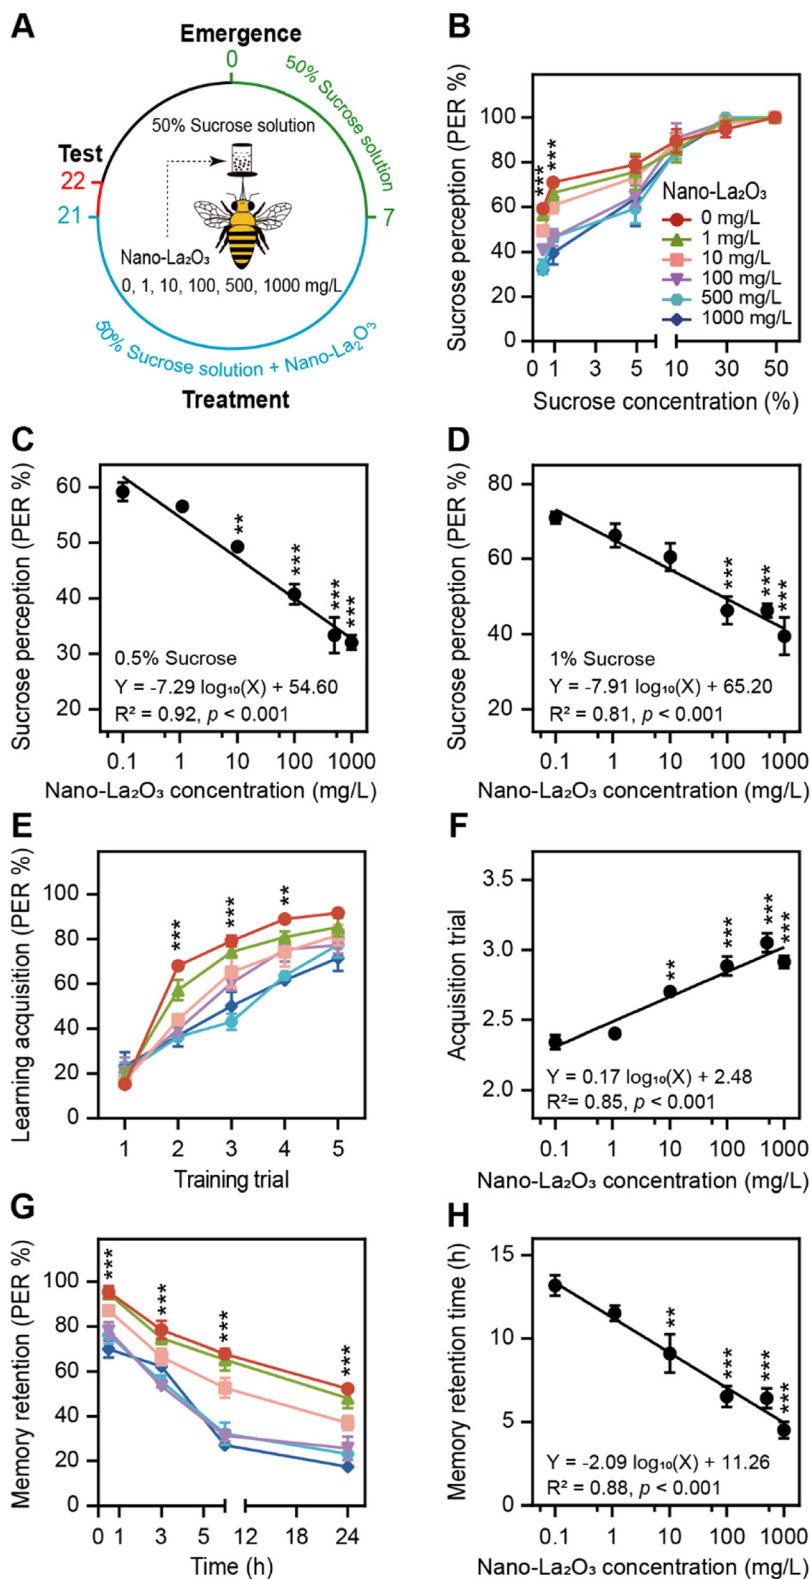 A
Emergence
0
50% Sucrose solution
50% Sucrose solution
Test
22
21
7
Nano-La₂O₃
0, 1, 10, 100, 500, 1000 mg/L
50% Sucrose solution + Nano-La₂O₃
Treatment
B
Sucrose perception (PER %)
100
80
60
40
20
0
***
***
Nano-La₂O₃
0 mg/L
1 mg/L
10 mg/L
100 mg/L
500 mg/L
1000 mg/L
0 1 3 5 10 30 50
Sucrose concentration (%)
C
Sucrose perception (PER %)
60
50
40
30
20
**
***
***
***
0.5% Sucrose
Y = -7.29 log₁₀(X) + 54.60
R² = 0.92, p < 0.001
0.1 1 10 100 1000
Nano-La₂O₃ concentration (mg/L)
D
Sucrose perception (PER %)
80
60
40
20
***
***
***
1% Sucrose
Y = -7.91 log₁₀(X) + 65.20
R² = 0.81, p < 0.001
0.1 1 10 100 1000
Nano-La₂O₃ concentration (mg/L)
E
Learning acquisition (PER %)
100
80
60
40
20
0
***
***
**
1 2 3 4 5
Training trial
F
Acquisition trial
3.5
3.0
2.5
2.0
**
***
***
***
Y = 0.17 log₁₀(X) + 2.48
R²= 0.85, p < 0.001
0.1 1 10 100 1000
Nano-La₂O₃ concentration (mg/L)
G
Memory retention (PER %)
100
80
60
40
20
0
***
***
***
***
0 1 3 5 12 18 24
Time (h)
H
Memory retention time (h)
15
10
5
0
**
***
***
***
Y = -2.09 log₁₀(X) + 11.26
R² = 0.88, p < 0.001
0.1 1 10 100 1000
Nano-La₂O₃ concentration (mg/L)